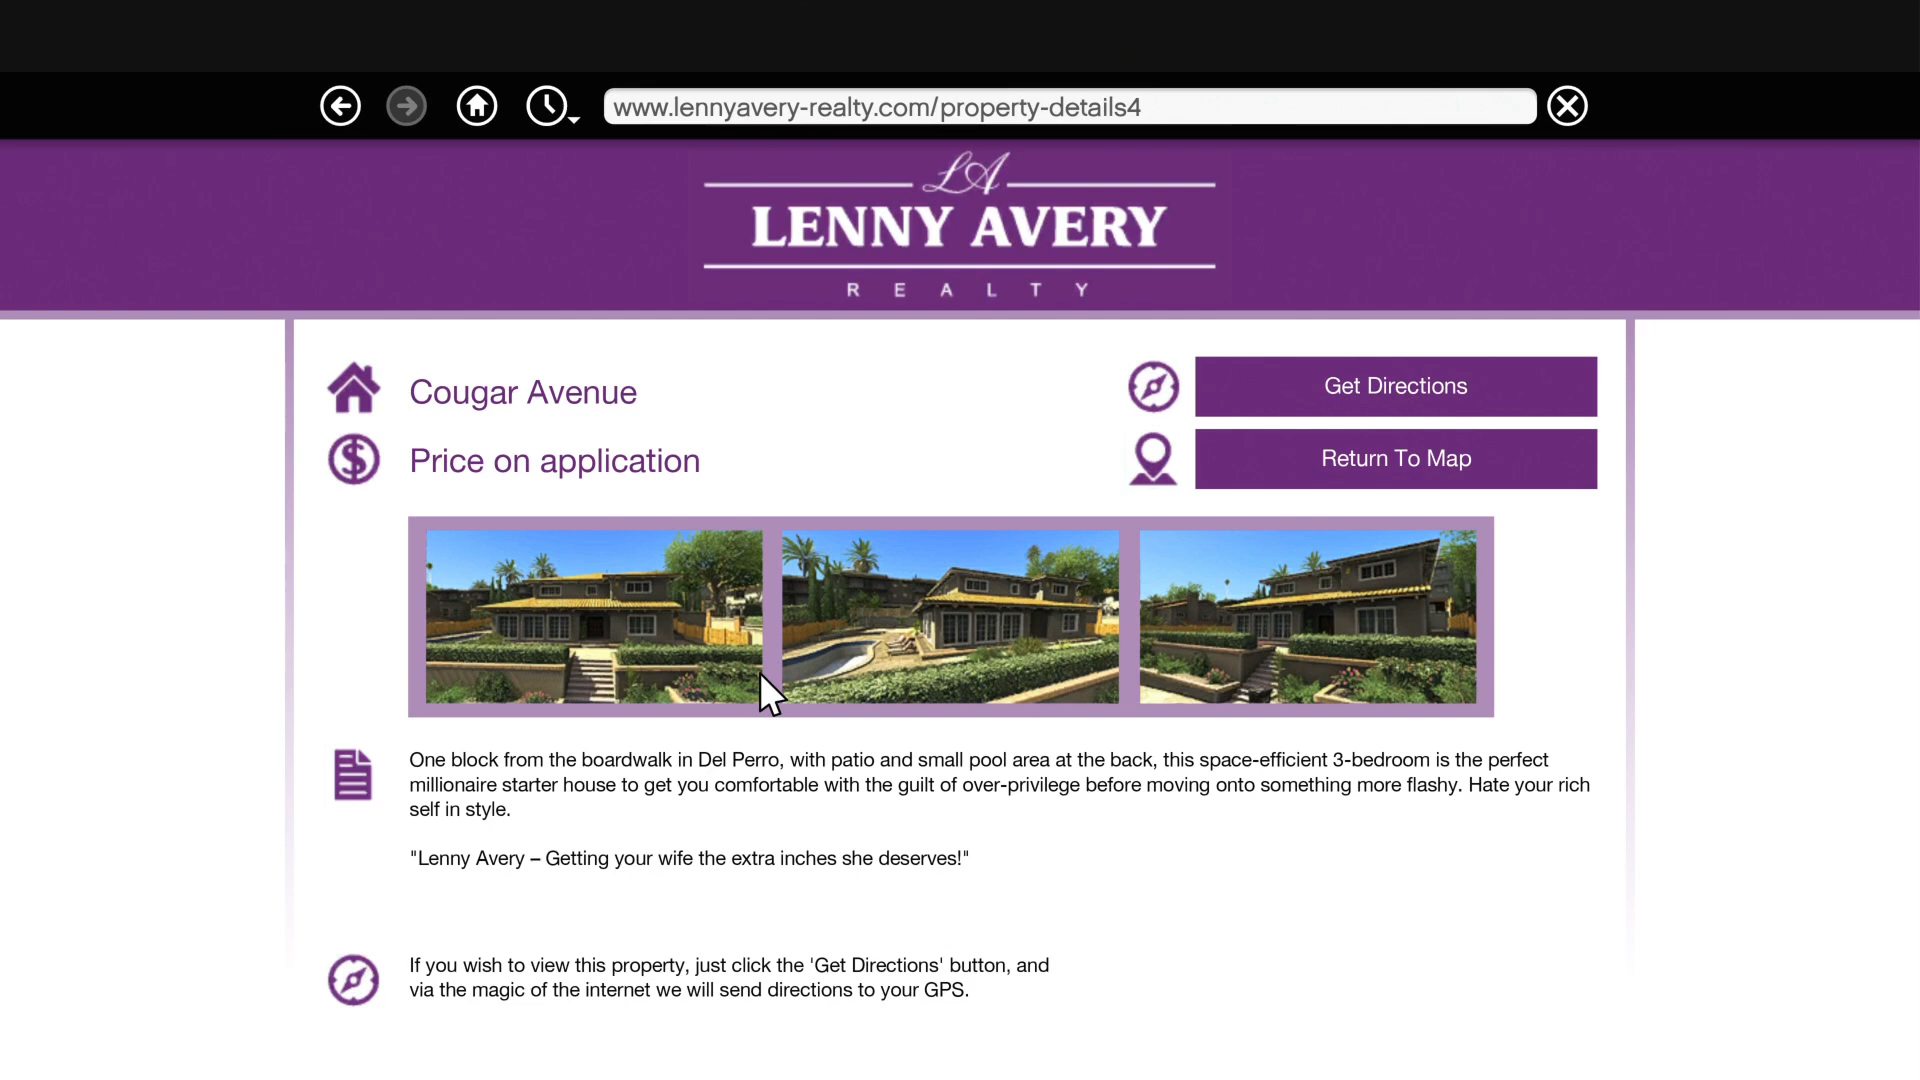 www.lennyavery-realty.com/property-details4
LA
LENNY AVERY
REALTY
Cougar Avenue
Get Directions
Price on application
Return To Map
One block from the boardwalk in Del Perro, with patio and small pool area at the back, this space-efficient 3-bedroom is the perfect
millionaire starter house to get you comfortable with the guilt of over-privilege before moving onto something more flashy. Hate your rich
self in style.
"Lenny Avery – Getting your wife the extra inches she deserves!"
If you wish to view this property, just click the 'Get Directions' button, and
via the magic of the internet we will send directions to your GPS.